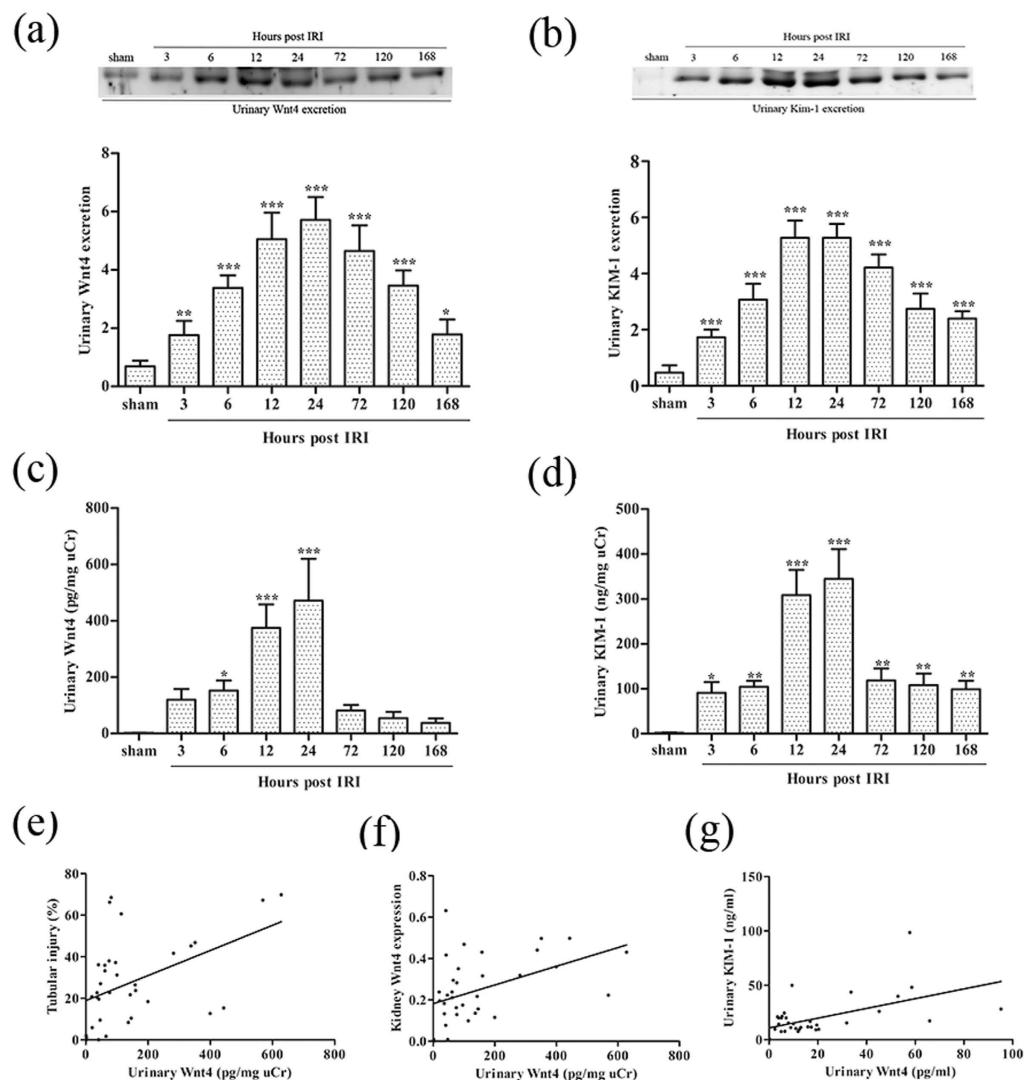 (a)
Hours post IRI
sham 3 6 12 24 72 120 168
Urinary Wnt4 excretion
Urinary Wnt4 excretion
8
6
4
2
0
** *** *** *** *** *** *
sham 3 6 12 24 72 120 168
Hours post IRI
(b)
Hours post IRI
sham 3 6 12 24 72 120 168
Urinary Kim-1 excretion
Urinary KIM-1 excretion
8
6
4
2
0
*** *** *** *** *** *** ***
sham 3 6 12 24 72 120 168
Hours post IRI
(c)
Urinary Wnt4 (pg/mg uCr)
800
600
400
200
0
* *** ***
sham 3 6 12 24 72 120 168
Hours post IRI
(d)
Urinary KIM-1 (ng/mg uCr)
500
400
300
200
100
0
* ** *** *** ** ** **
sham 3 6 12 24 72 120 168
Hours post IRI
(e)
Tubular injury (%)
80
60
40
20
0
0 200 400 600 800
Urinary Wnt4 (pg/mg uCr)
(f)
Kidney Wnt4 expression
0.8
0.6
0.4
0.2
0.0
0 200 400 600 800
Urinary Wnt4 (pg/mg uCr)
(g)
Urinary KIM-1 (ng/ml)
150
100
50
0
0 20 40 60 80 100
Urinary Wnt4 (pg/ml)